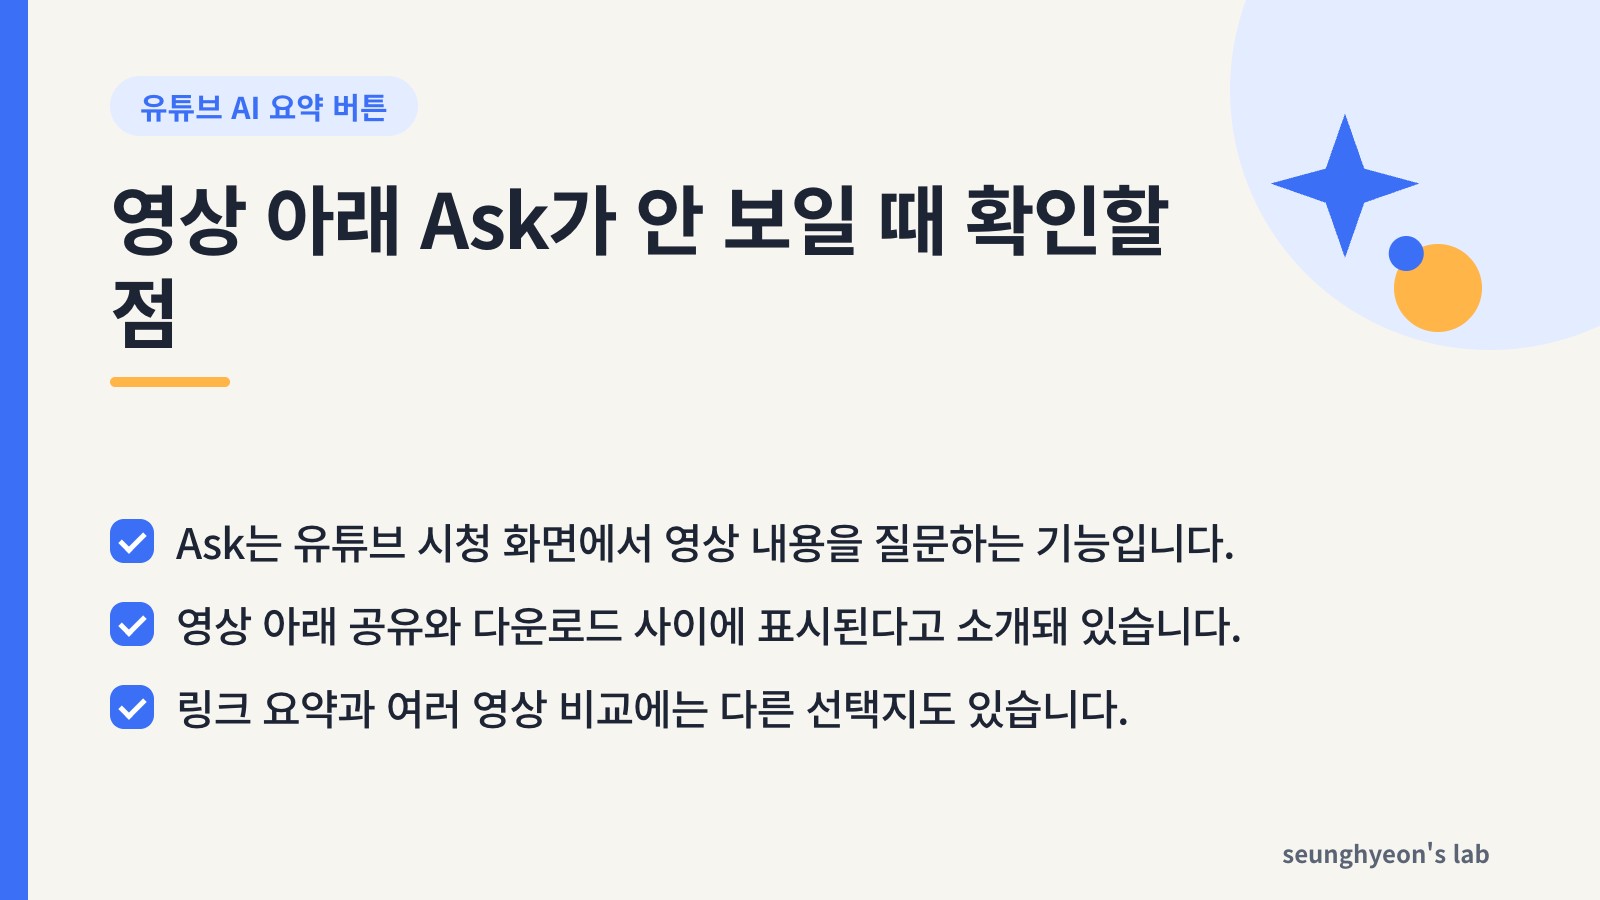 유튜브 AI 요약 버튼
영상 아래 Ask가 안 보일 때 확인할
점
Ask는 유튜브 시청 화면에서 영상 내용을 질문하는 기능입니다.
영상 아래 공유와 다운로드 사이에 표시된다고 소개돼 있습니다.
링크 요약과 여러 영상 비교에는 다른 선택지도 있습니다.
seunghyeon's lab